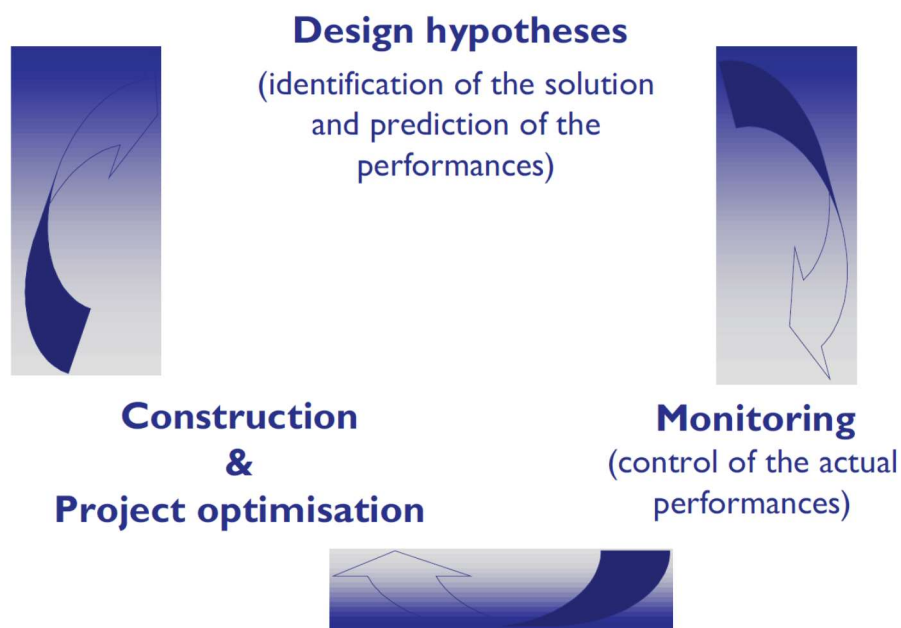 Design hypotheses
(identification of the solution
and prediction of the
performances)
Construction
&
Project optimisation
Monitoring
(control of the actual
performances)